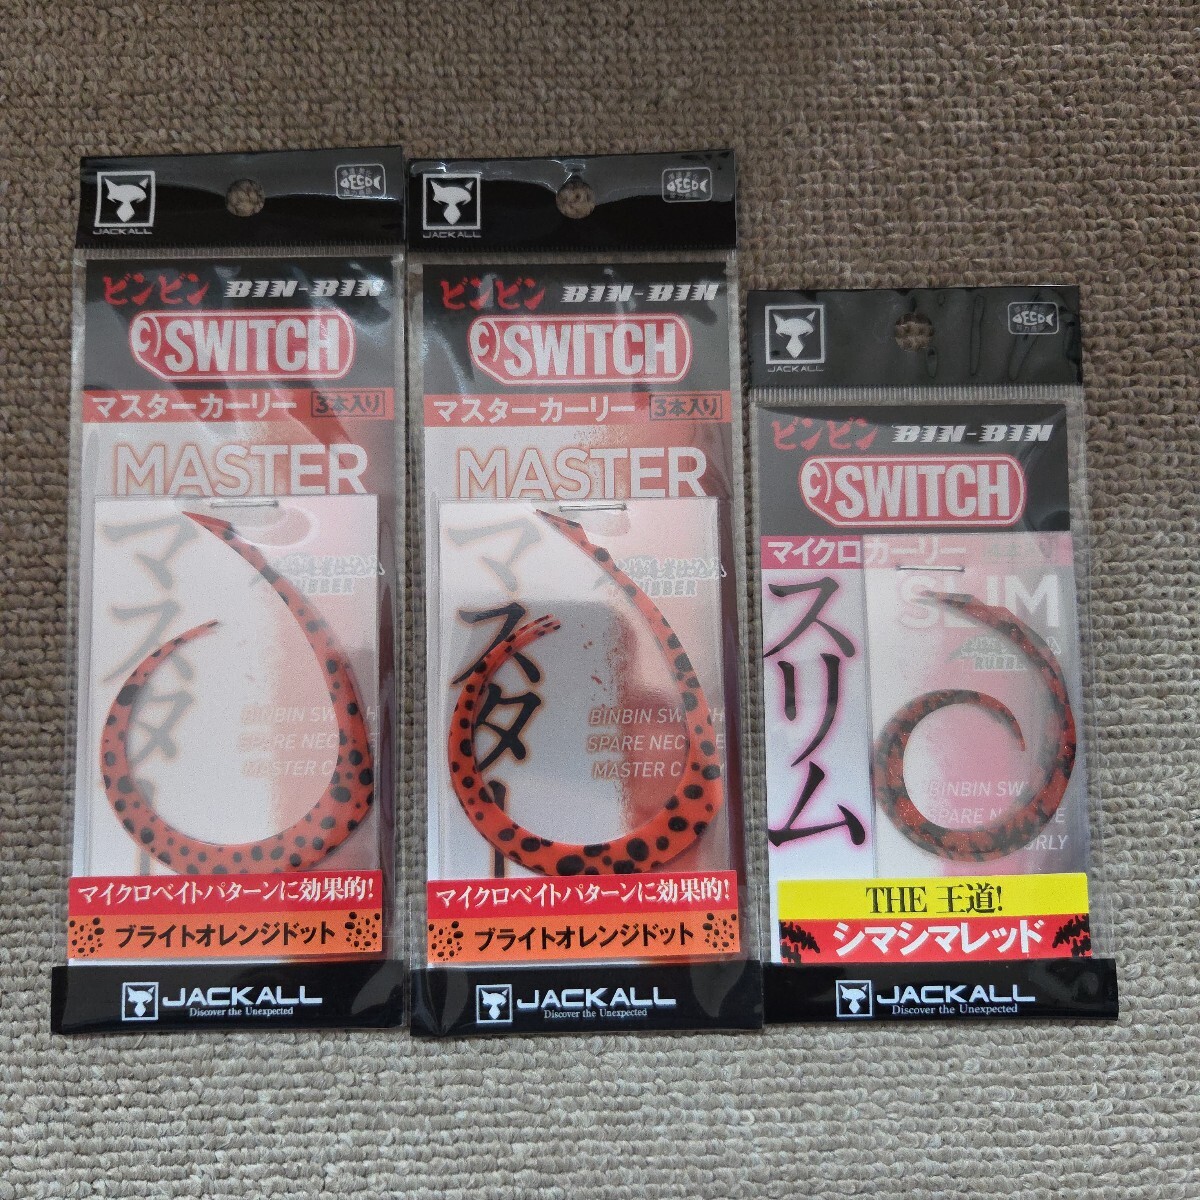 JACKALL
ECO
ビンビン BIN-BIN
SWITCH
マスターカーリー 3本入り
MASTER
マスター
RUBBER
BINBIN SWITCH
SPARE NEC
MASTER C
マイクロベイトパターンに効果的!
ブライトオレンジドット
JACKALL
Discover the Unexpected
JACKALL
ECO
ビンビン BIN-BIN
SWITCH
マスターカーリー 3本入り
MASTER
マスター
RUBBER
BINBIN SWITCH
SPARE NEC
MASTER C
マイクロベイトパターンに効果的!
ブライトオレンジドット
JACKALL
Discover the Unexpected
JACKALL
ECO
ビンビン BIN-BIN
SWITCH
マイクロカーリー
SLIM
スリム
RUBBER
BINBIN SW
SPARE N
URLY
THE 王道!
シマシマレッド
JACKALL
Discover the Unexpected